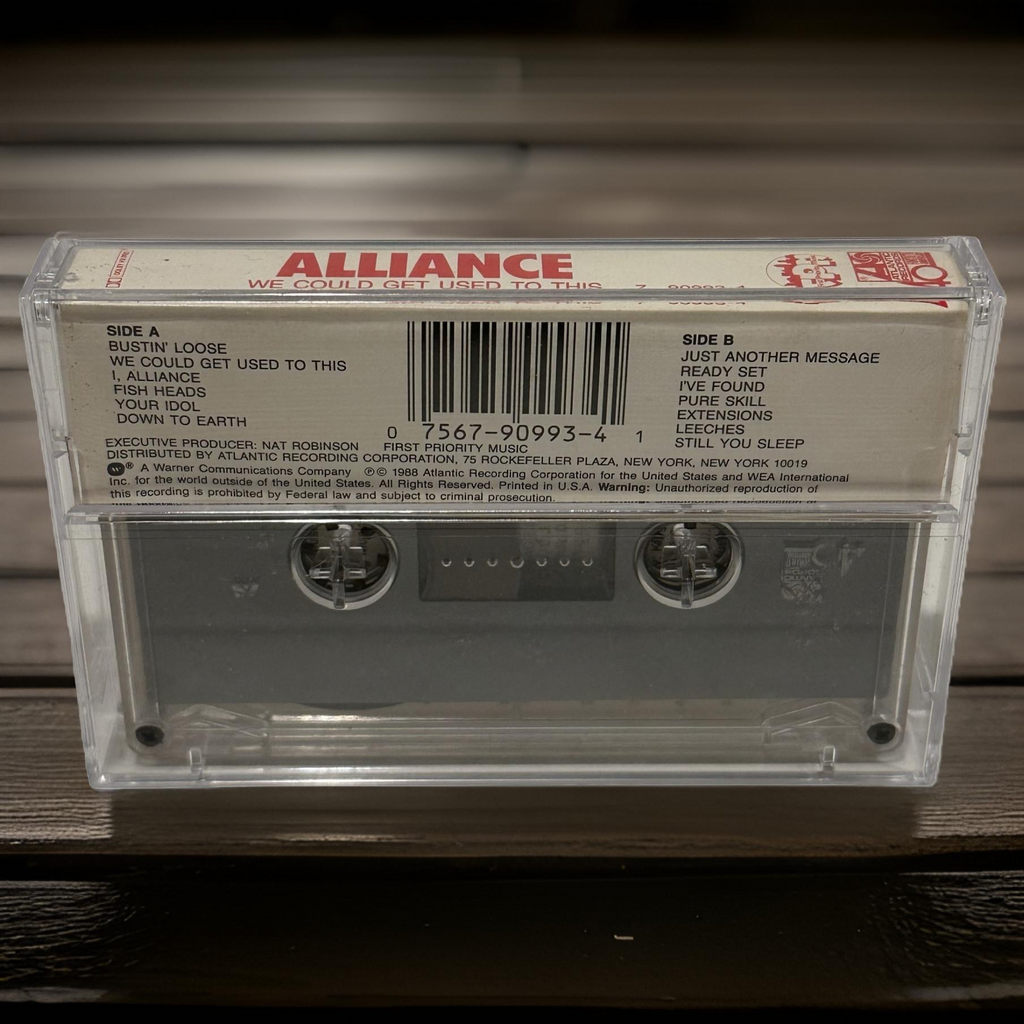 ALLIANCE
WE COULD GET USED TO THIS 7 90993-4
SIDE A
BUSTIN' LOOSE
WE COULD GET USED TO THIS
I, ALLIANCE
FISH HEADS
YOUR IDOL
DOWN TO EARTH
0 7567-90993-4 1
SIDE B
JUST ANOTHER MESSAGE
READY SET
I'VE FOUND
PURE SKILL
EXTENSIONS
LEECHES
STILL YOU SLEEP
EXECUTIVE PRODUCER: NAT ROBINSON FIRST PRIORITY MUSIC
DISTRIBUTED BY ATLANTIC RECORDING CORPORATION, 75 ROCKEFELLER PLAZA, NEW YORK, NEW YORK 10019
® A Warner Communications Company ℗© 1988 Atlantic Recording Corporation for the United States and WEA International
Inc. for the world outside of the United States. All Rights Reserved. Printed in U.S.A. Warning: Unauthorized reproduction of
this recording is prohibited by Federal law and subject to criminal prosecution.